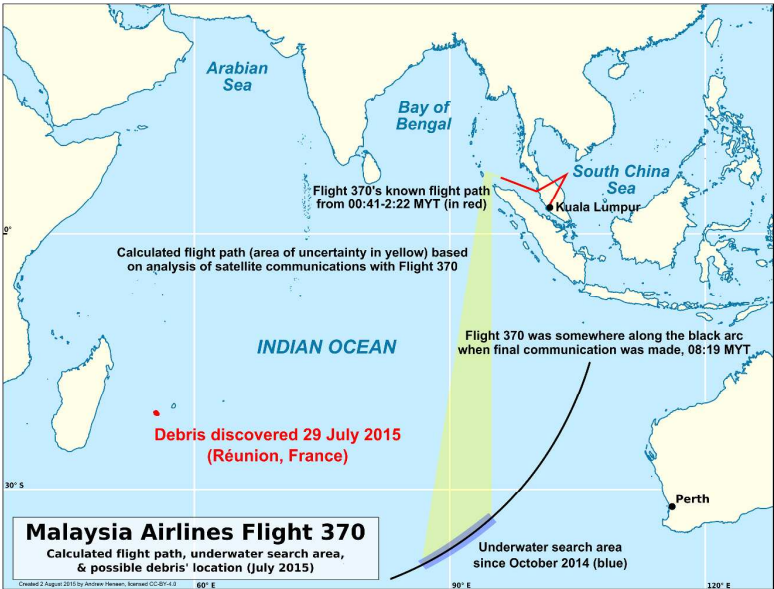 Arabian
Sea
Bay of
Bengal
South China
Sea
Flight 370's known flight path
from 00:41-2:22 MYT (in red)
Kuala Lumpur
0°
Calculated flight path (area of uncertainty in yellow) based
on analysis of satellite communications with Flight 370
Flight 370 was somewhere along the black arc
when final communication was made, 08:19 MYT
INDIAN OCEAN
Debris discovered 29 July 2015
(Réunion, France)
30° S
Perth
Malaysia Airlines Flight 370
Calculated flight path, underwater search area,
& possible debris' location (July 2015)
Underwater search area
since October 2014 (blue)
Created 2 August 2015 by Andrew Heneen, licensed CC-BY-4.0
60° E
90° E
120° E